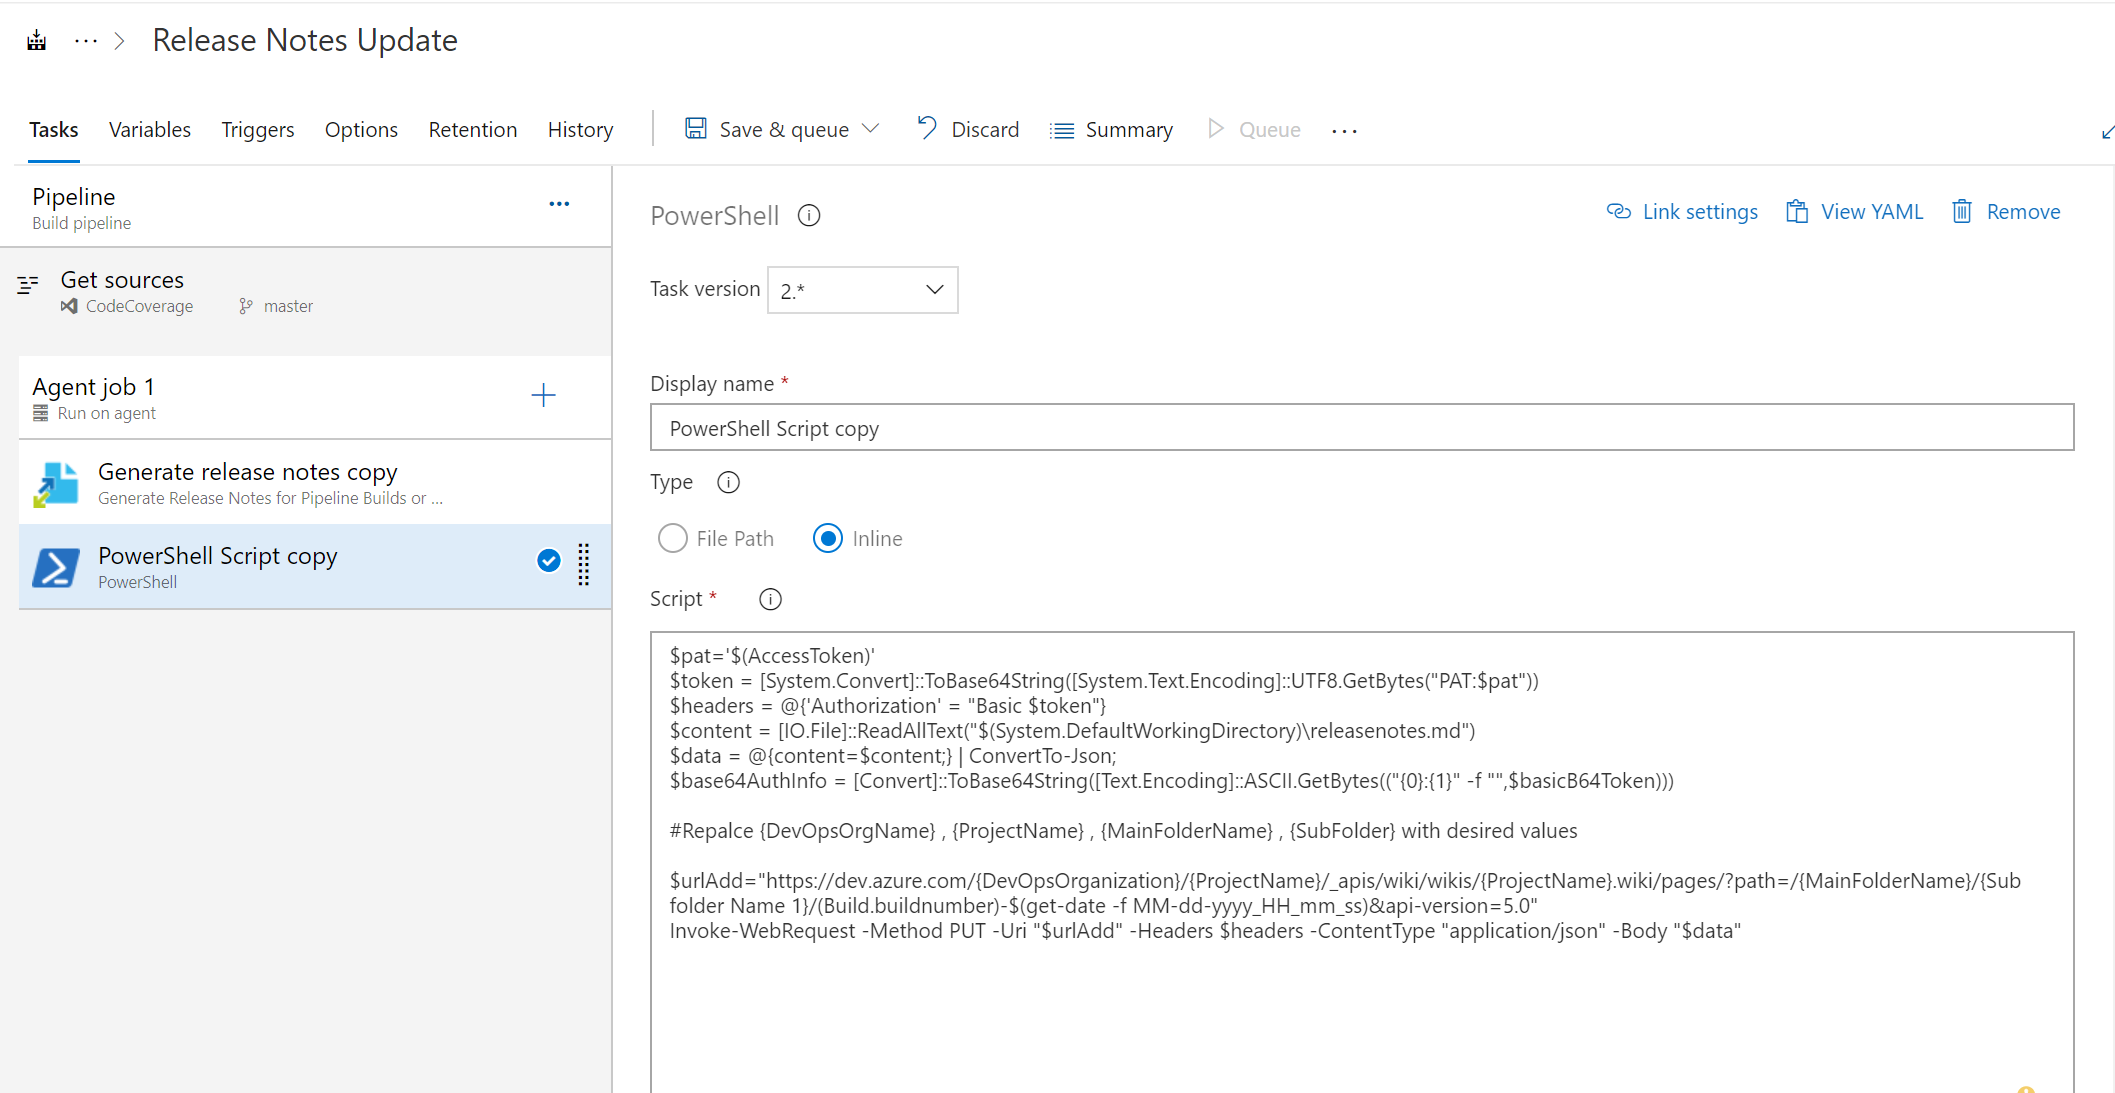 Release Notes Update
Tasks Variables Triggers Options Retention History Save & queue Discard Summary Queue
Pipeline
Build pipeline
Get sources
CodeCoverage master
Agent job 1
Run on agent
Generate release notes copy
Generate Release Notes for Pipeline Builds or ...
PowerShell Script copy
PowerShell
PowerShell
Link settings View YAML Remove
Task version 2.*
Display name *
PowerShell Script copy
Type
File Path Inline
Script *
$pat='$(AccessToken)'
$token = [System.Convert]::ToBase64String([System.Text.Encoding]::UTF8.GetBytes("PAT:$pat"))
$headers = @{'Authorization' = "Basic $token"}
$content = [IO.File]::ReadAllText("$(System.DefaultWorkingDirectory)\releasenotes.md")
$data = @{content=$content;} | ConvertTo-Json;
$base64AuthInfo = [Convert]::ToBase64String([Text.Encoding]::ASCII.GetBytes(("{0}:{1}" -f "",$basicB64Token)))
#Repalce {DevOpsOrgName} , {ProjectName} , {MainFolderName} , {SubFolder} with desired values
$urlAdd="https://dev.azure.com/{DevOpsOrganization}/{ProjectName}/_apis/wiki/wikis/{ProjectName}.wiki/pages/?path=/{MainFolderName}/{Sub
folder Name 1}/(Build.buildnumber)-$(get-date -f MM-dd-yyyy_HH_mm_ss)&api-version=5.0"
Invoke-WebRequest -Method PUT -Uri "$urlAdd" -Headers $headers -ContentType "application/json" -Body "$data"